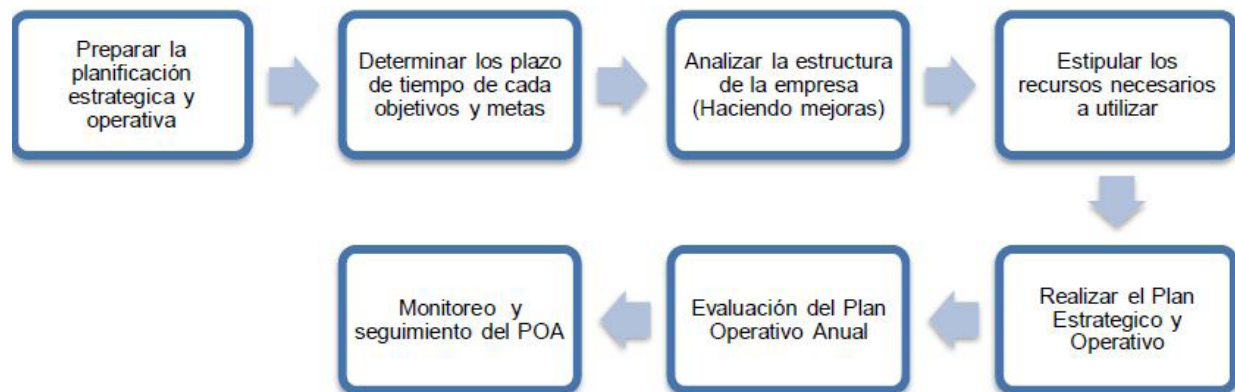 Preparar la
planificación
estrategica y
operativa
Determinar los plazo
de tiempo de cada
objetivos y metas
Analizar la estructura
de la empresa
(Haciendo mejoras)
Estipular los
recursos necesarios
a utilizar
Realizar el Plan
Estrategico y
Operativo
Evaluación del Plan
Operativo Anual
Monitoreo y
seguimiento del POA